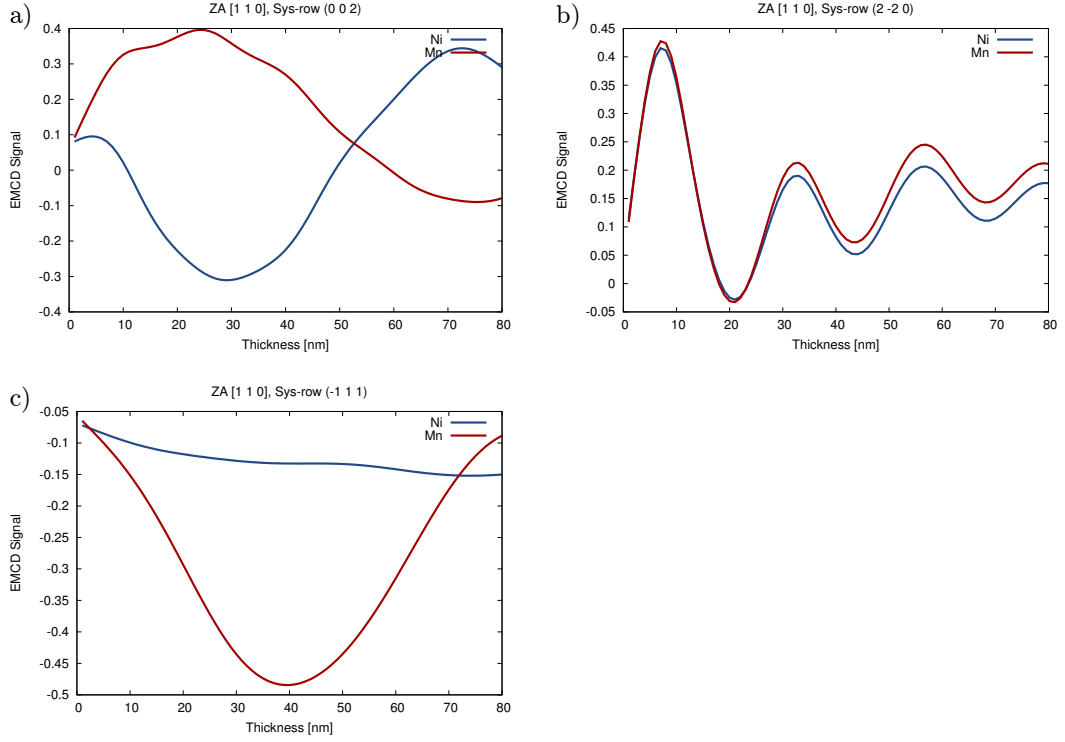 a)
ZA [1 1 0], Sys-row (0 0 2)
Ni
Mn
0.4
0.3
0.2
0.1
0
-0.1
-0.2
-0.3
-0.4
EMCD Signal
0 10 20 30 40 50 60 70 80
Thickness [nm]
b)
ZA [1 1 0], Sys-row (2 -2 0)
Ni
Mn
0.45
0.4
0.35
0.3
0.25
0.2
0.15
0.1
0.05
0
-0.05
EMCD Signal
0 10 20 30 40 50 60 70 80
Thickness [nm]
c)
ZA [1 1 0], Sys-row (-1 1 1)
Ni
Mn
-0.05
-0.1
-0.15
-0.2
-0.25
-0.3
-0.35
-0.4
-0.45
-0.5
EMCD Signal
0 10 20 30 40 50 60 70 80
Thickness [nm]